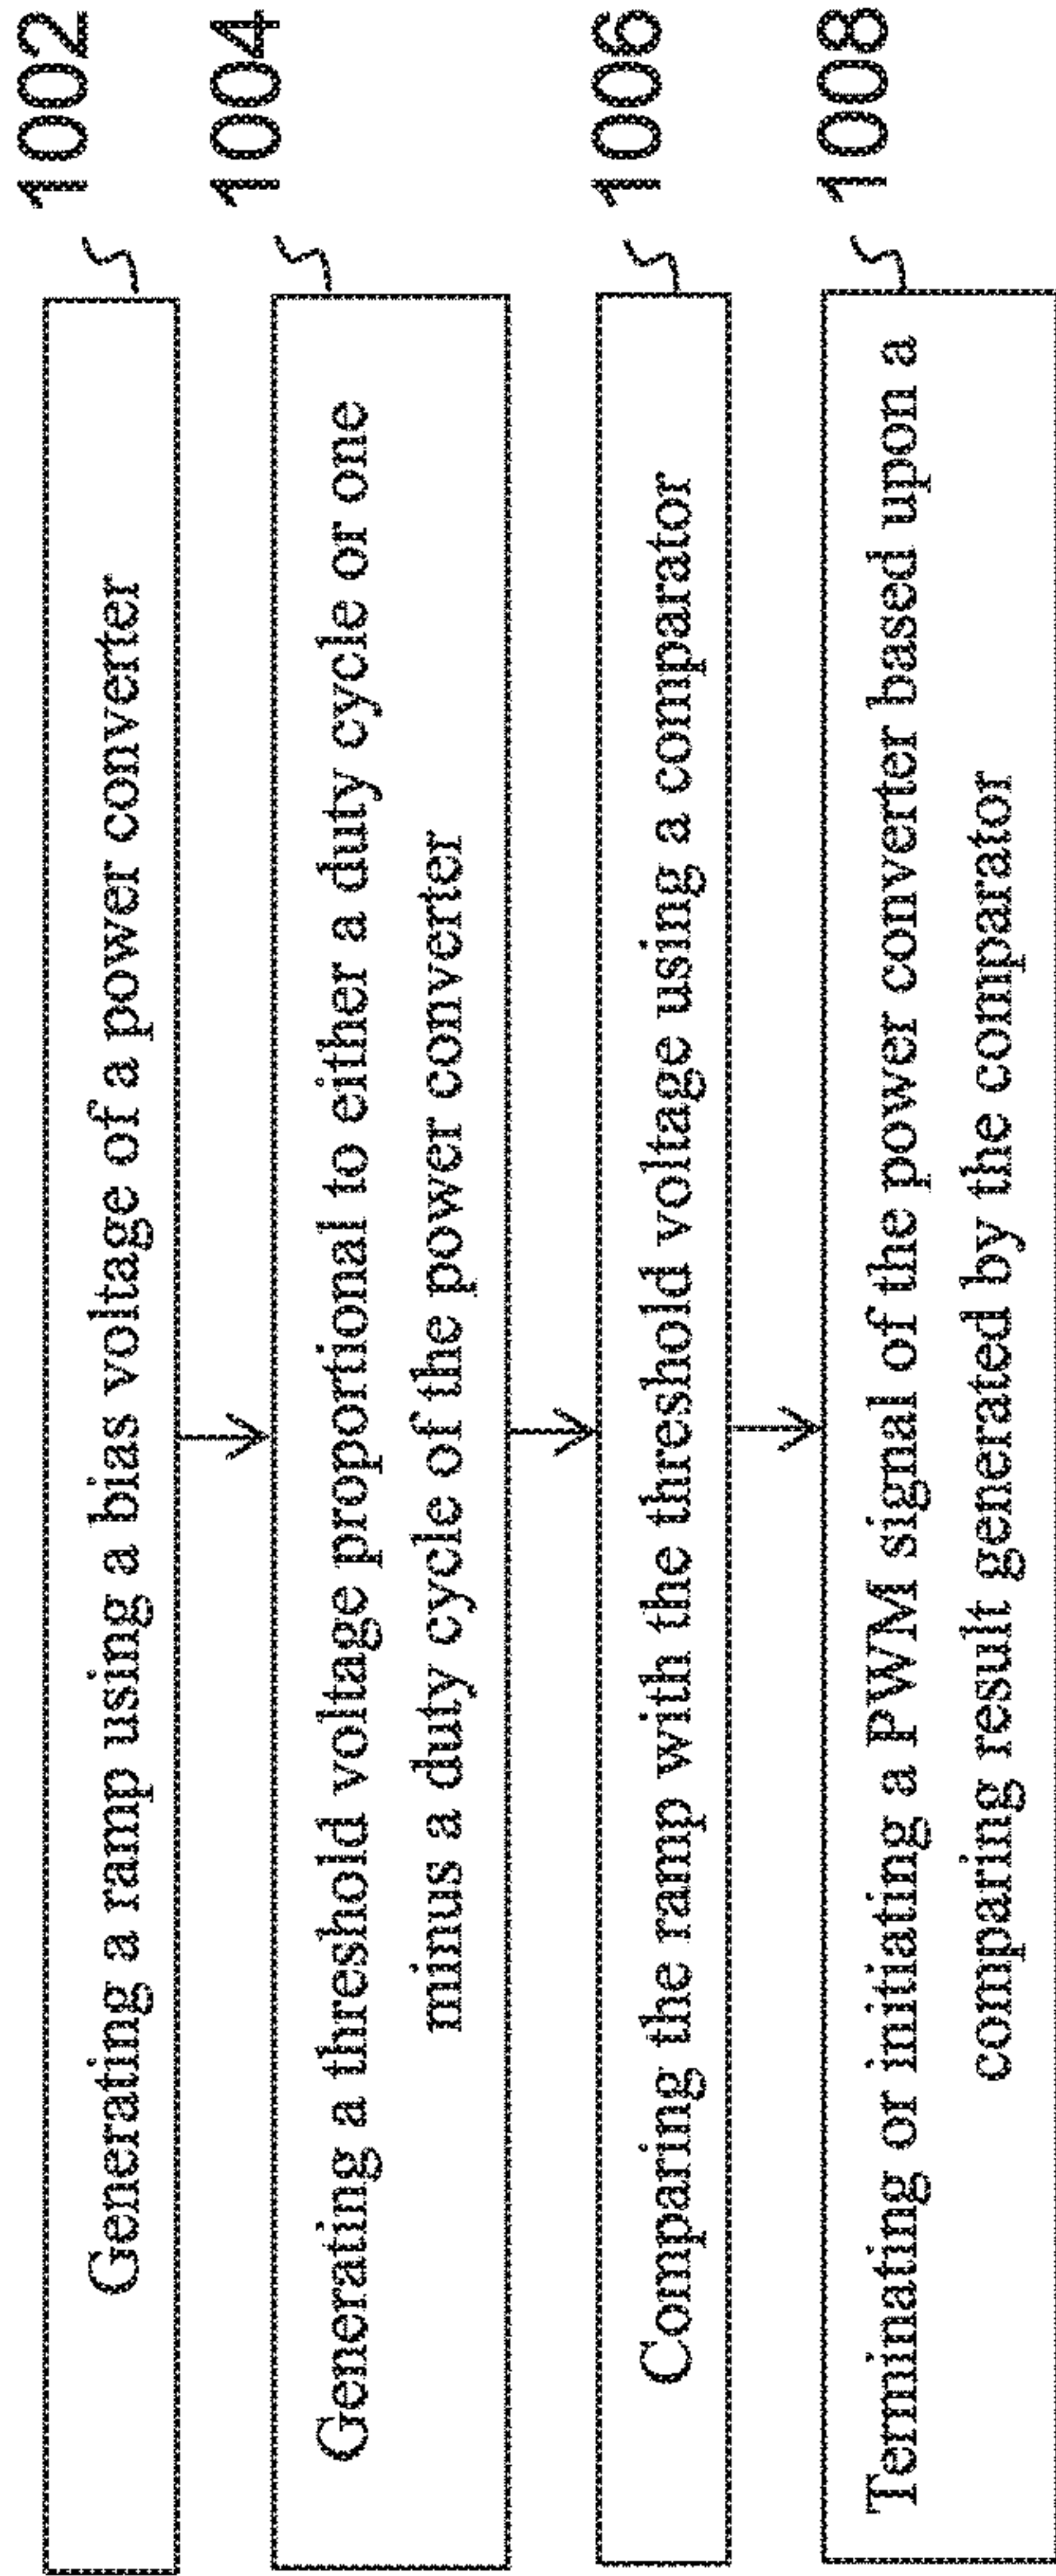 Generating a ramp using a bias voltage of a power converter
1002
Generating a threshold voltage proportional to either a duty cycle or one
minus a duty cycle of the power converter
1004
Comparing the ramp with the threshold voltage using a comparator
1006
Terminating or initiating a PWM signal of the power converter based upon a
comparing result generated by the comparator
1008